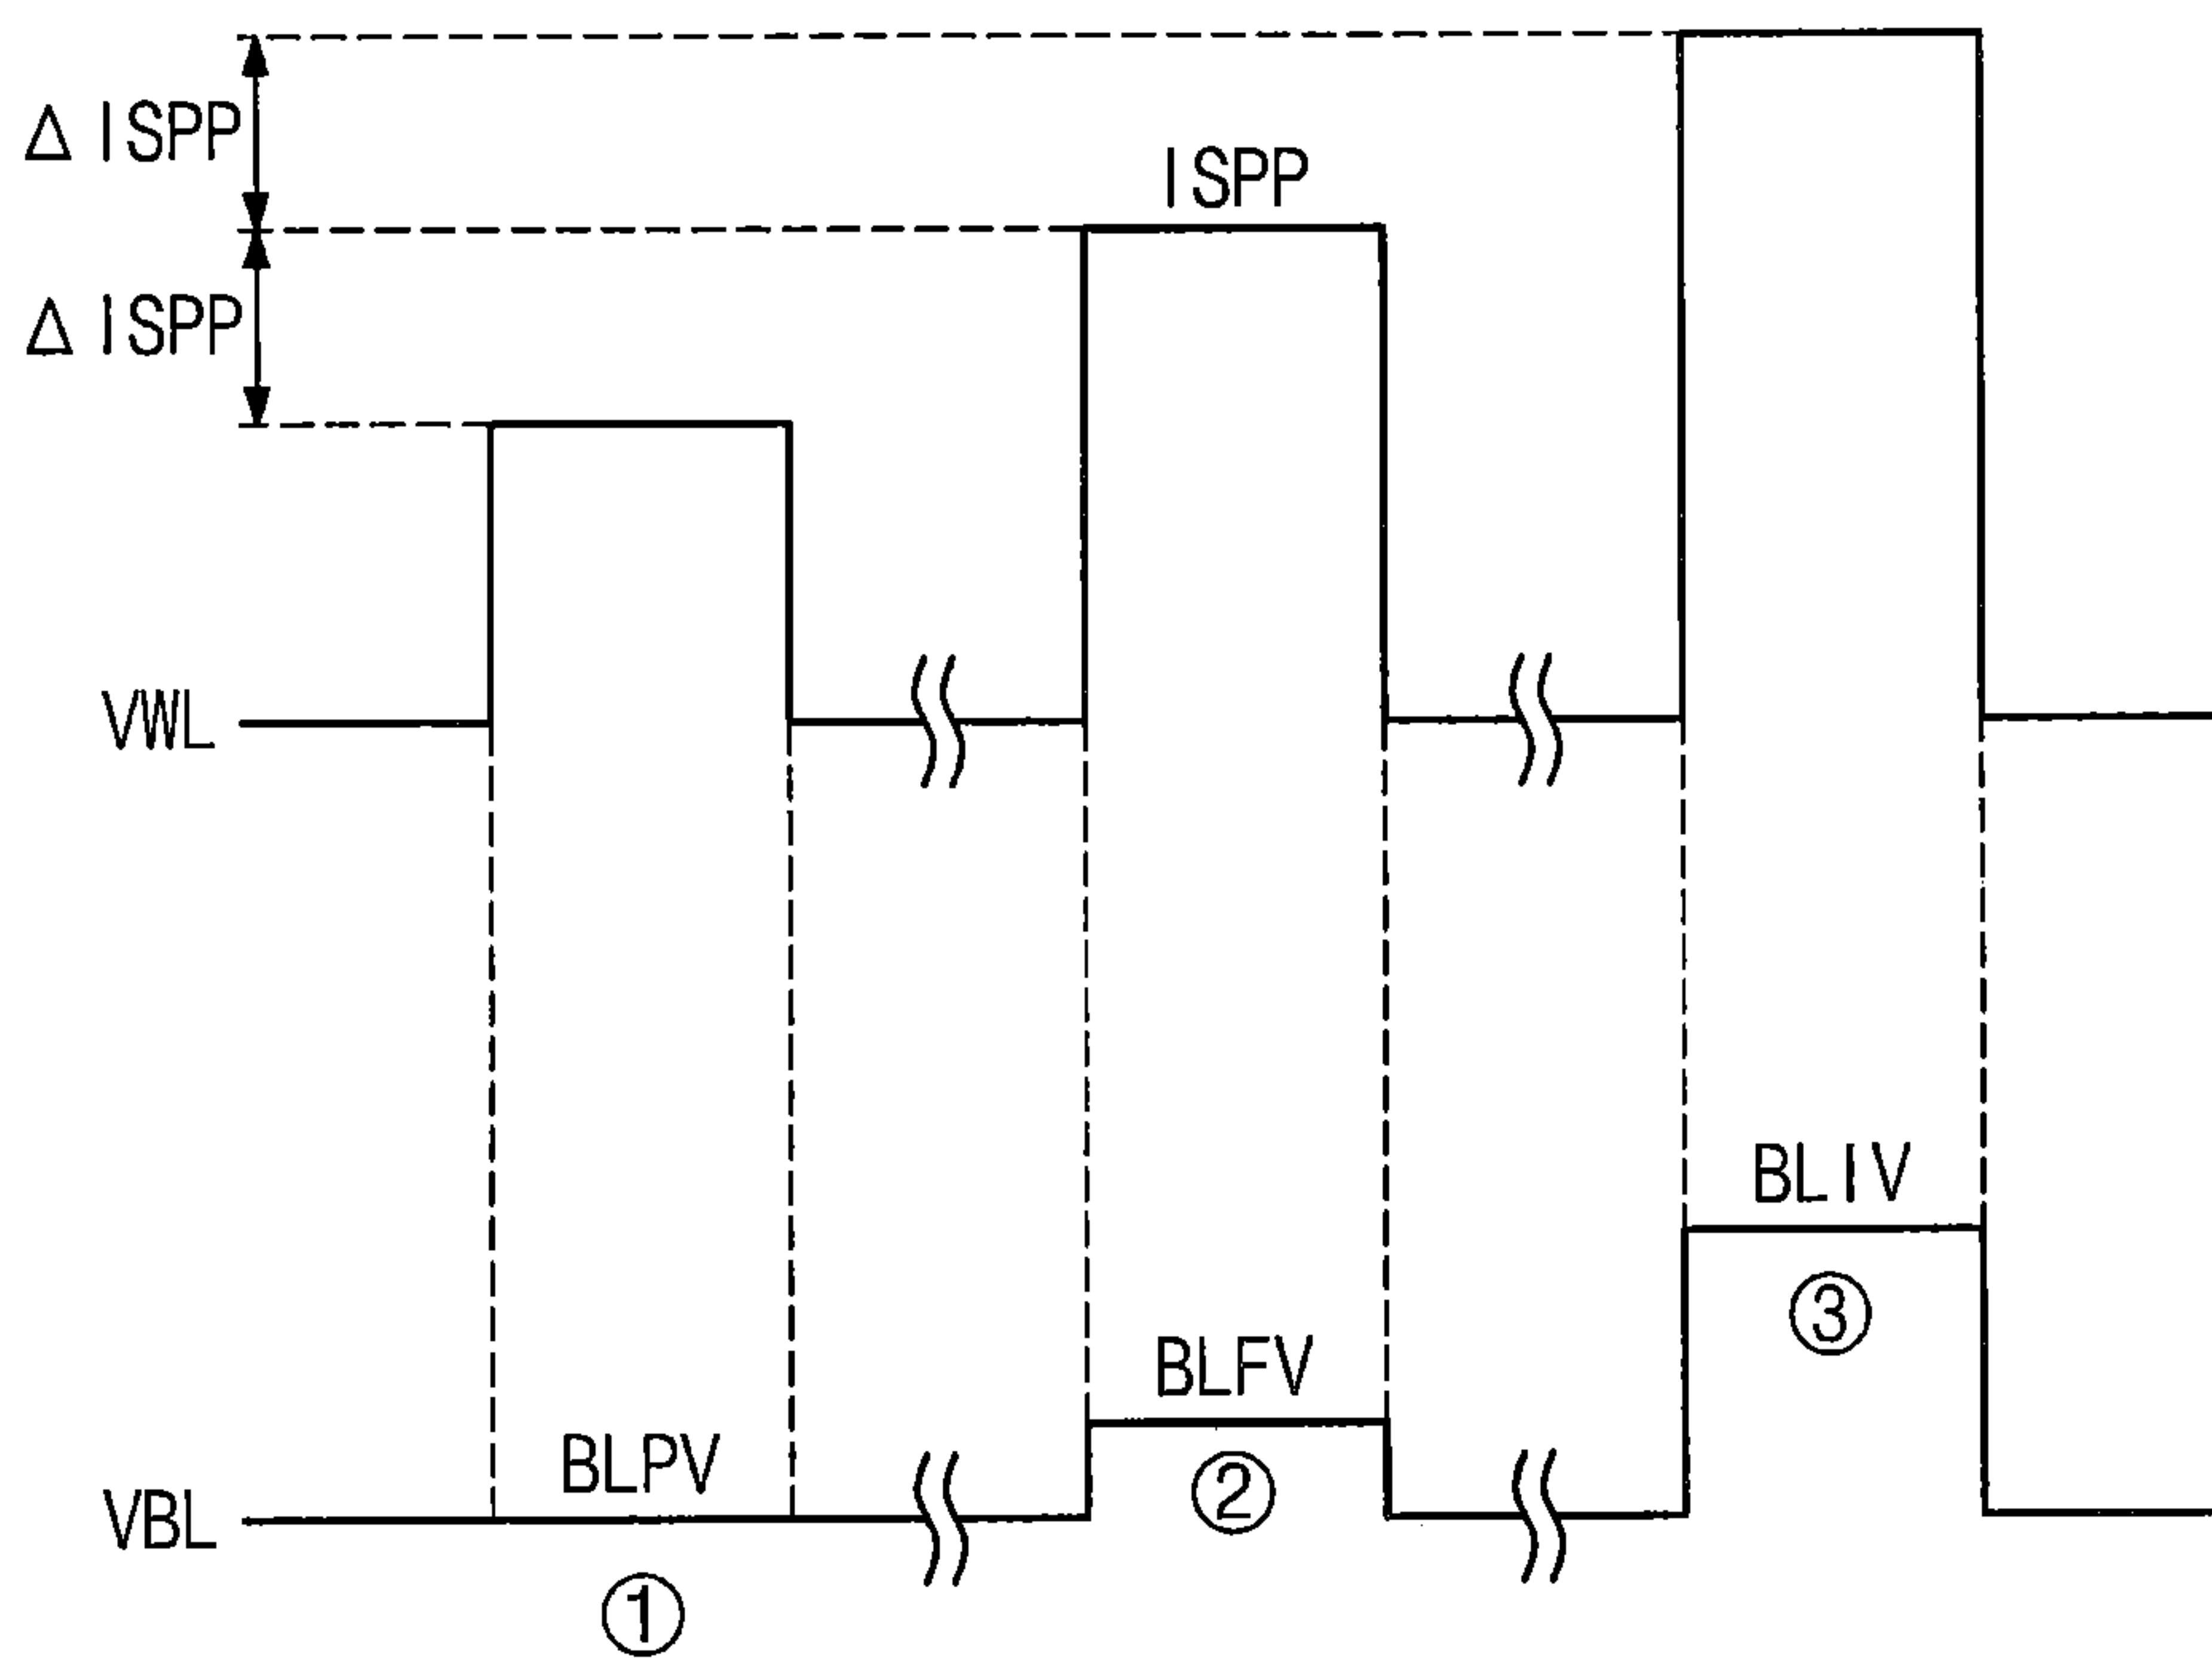 Δ ISPP
ISPP
Δ ISPP
VWL
BLIV
③
BLFV
②
BLPV
VBL
①